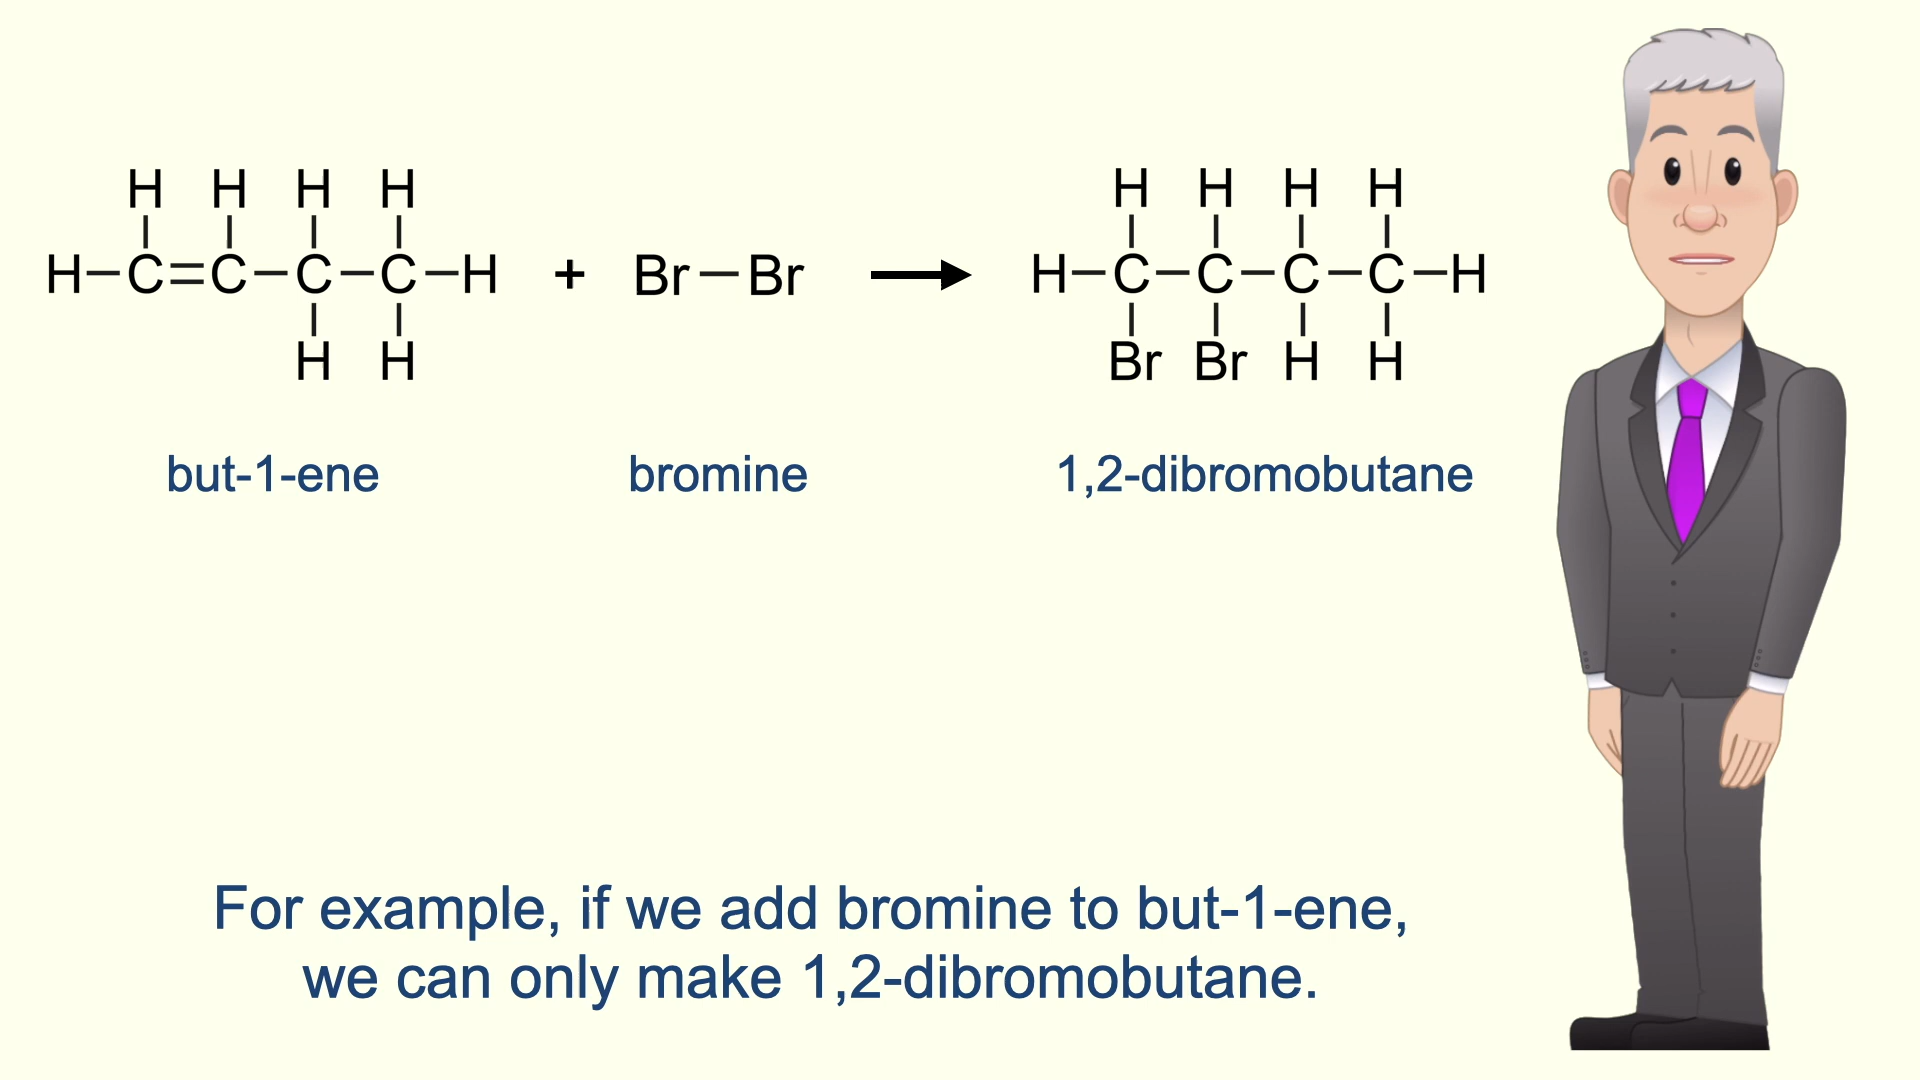 H H H H
H–C=C–C–C–H + Br–Br → H–C–C–C–C–H
H H
H H H H
Br Br H H
but-1-ene bromine 1,2-dibromobutane
For example, if we add bromine to but-1-ene,
we can only make 1,2-dibromobutane.